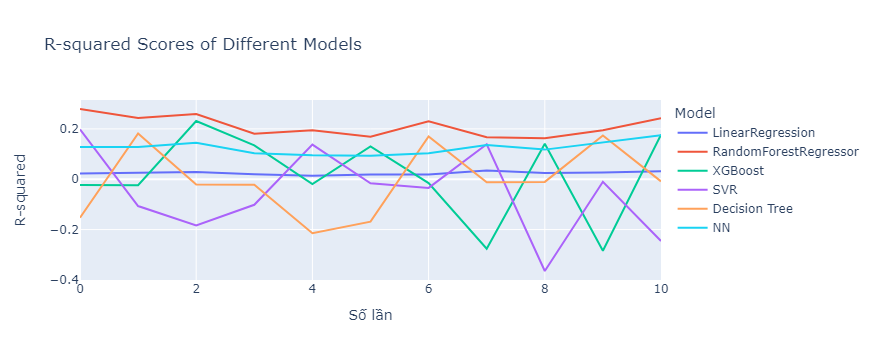 R-squared Scores of Different Models
Model
LinearRegression
RandomForestRegressor
XGBoost
SVR
Decision Tree
NN
R-squared
0.2
0
−0.2
−0.4
0 2 4 6 8 10
Số lần